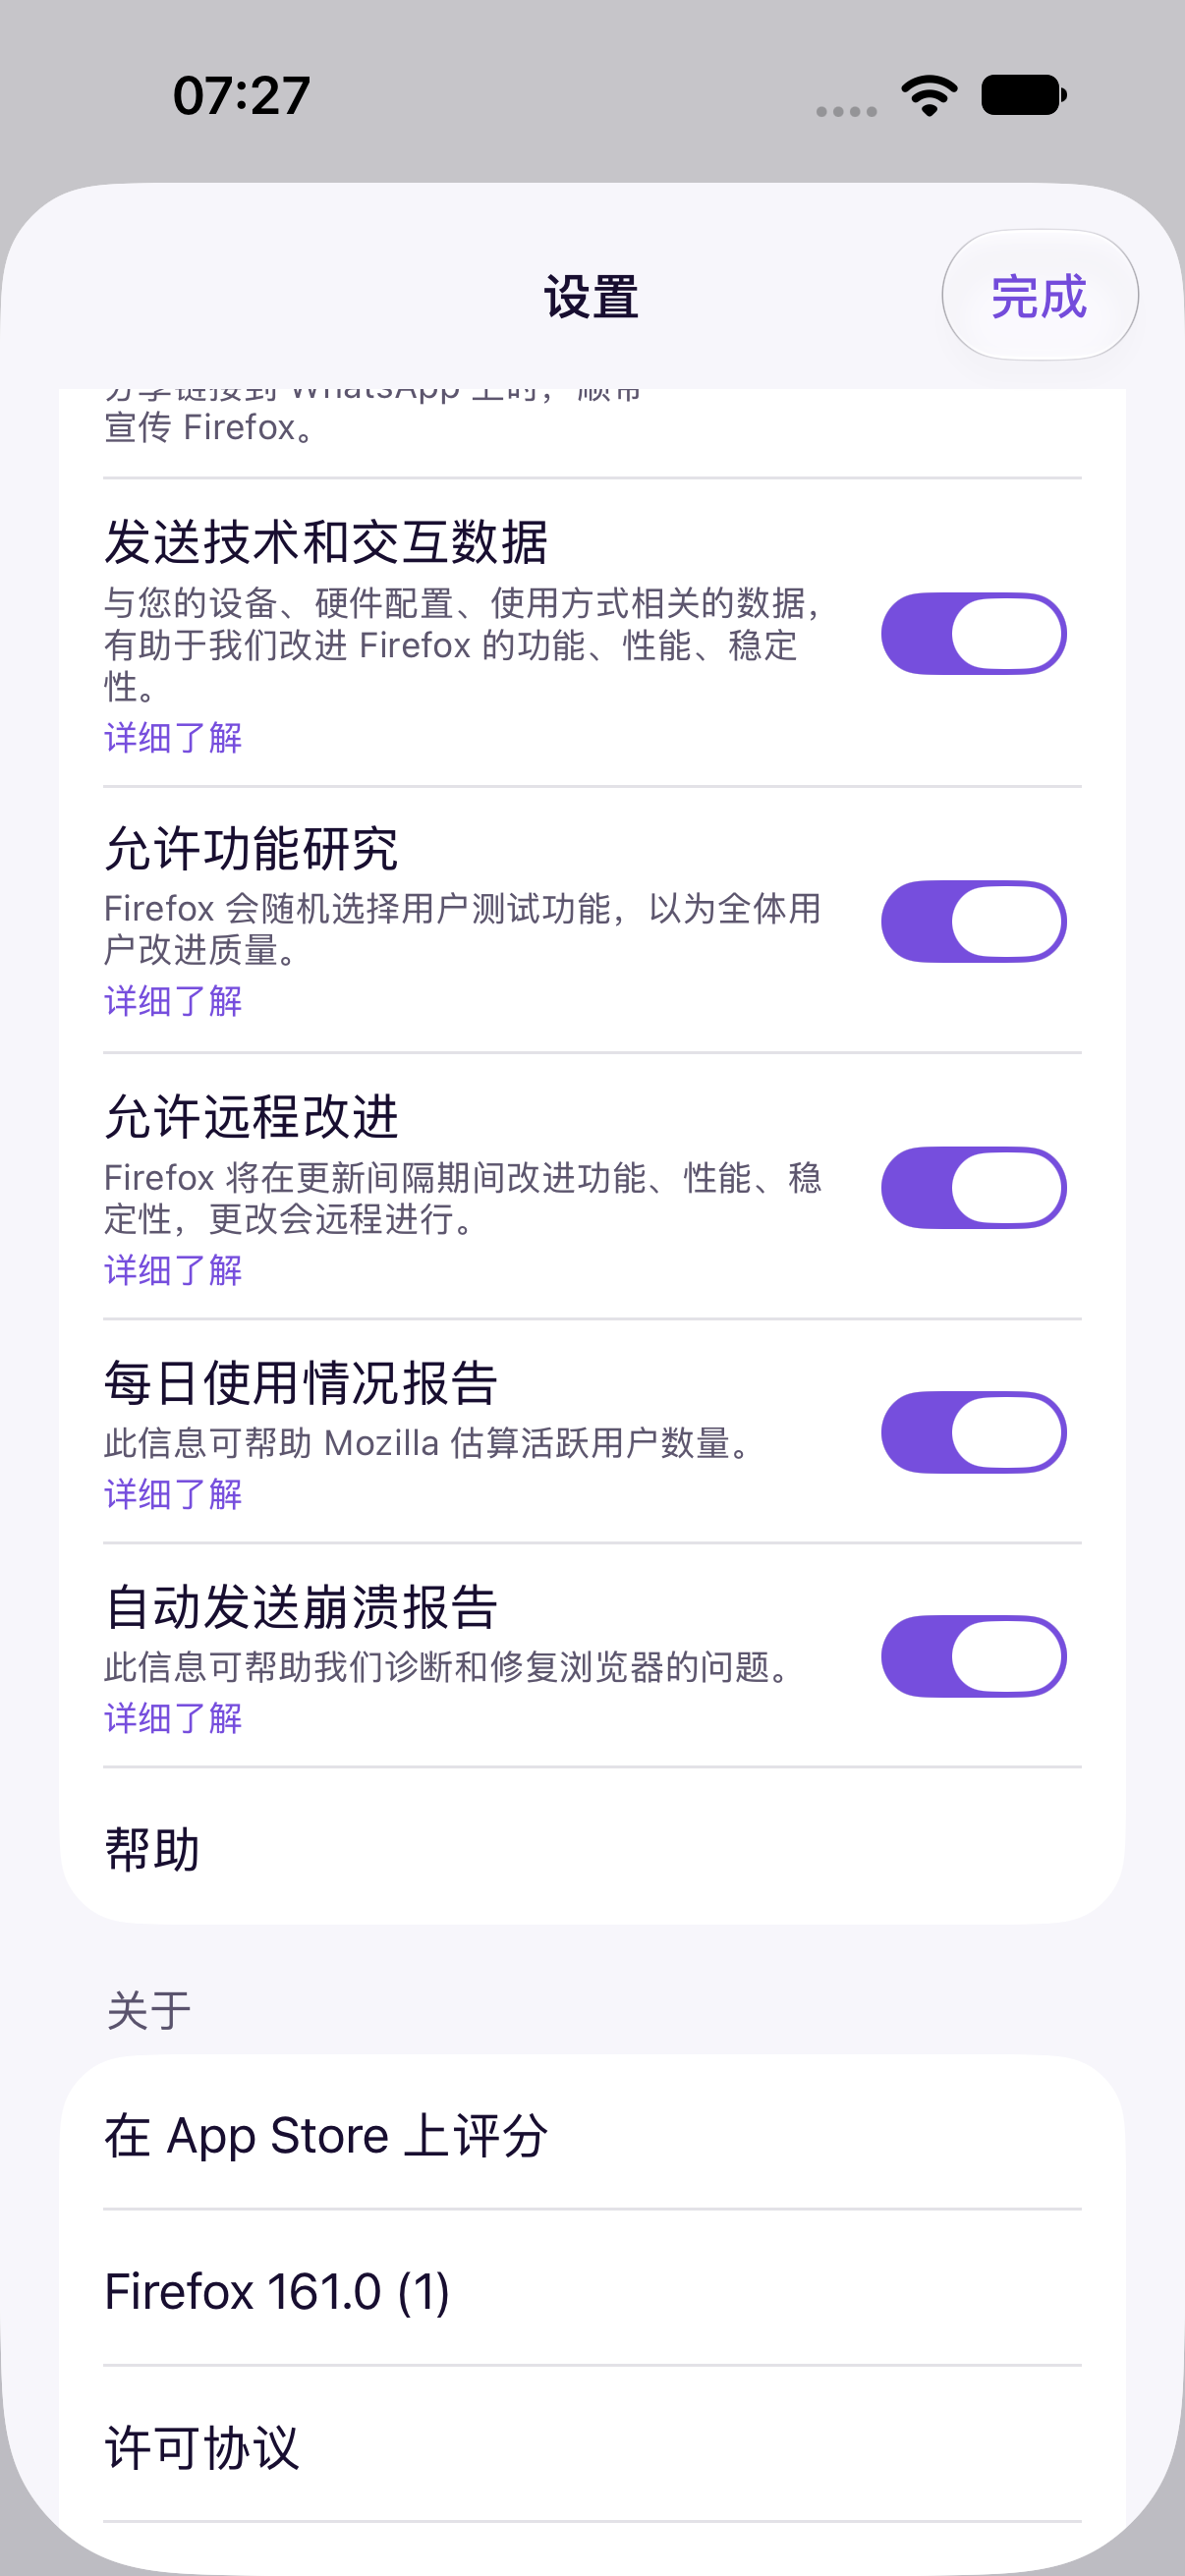 07:27
设置
完成
分享链接到 WhatsApp 上时，顺带
宣传 Firefox。
发送技术和交互数据
与您的设备、硬件配置、使用方式相关的数据，
有助于我们改进 Firefox 的功能、性能、稳定
性。
详细了解
允许功能研究
Firefox 会随机选择用户测试功能，以为全体用
户改进质量。
详细了解
允许远程改进
Firefox 将在更新间隔期间改进功能、性能、稳
定性，更改会远程进行。
详细了解
每日使用情况报告
此信息可帮助 Mozilla 估算活跃用户数量。
详细了解
自动发送崩溃报告
此信息可帮助我们诊断和修复浏览器的问题。
详细了解
帮助
关于
在 App Store 上评分
Firefox 161.0 (1)
许可协议